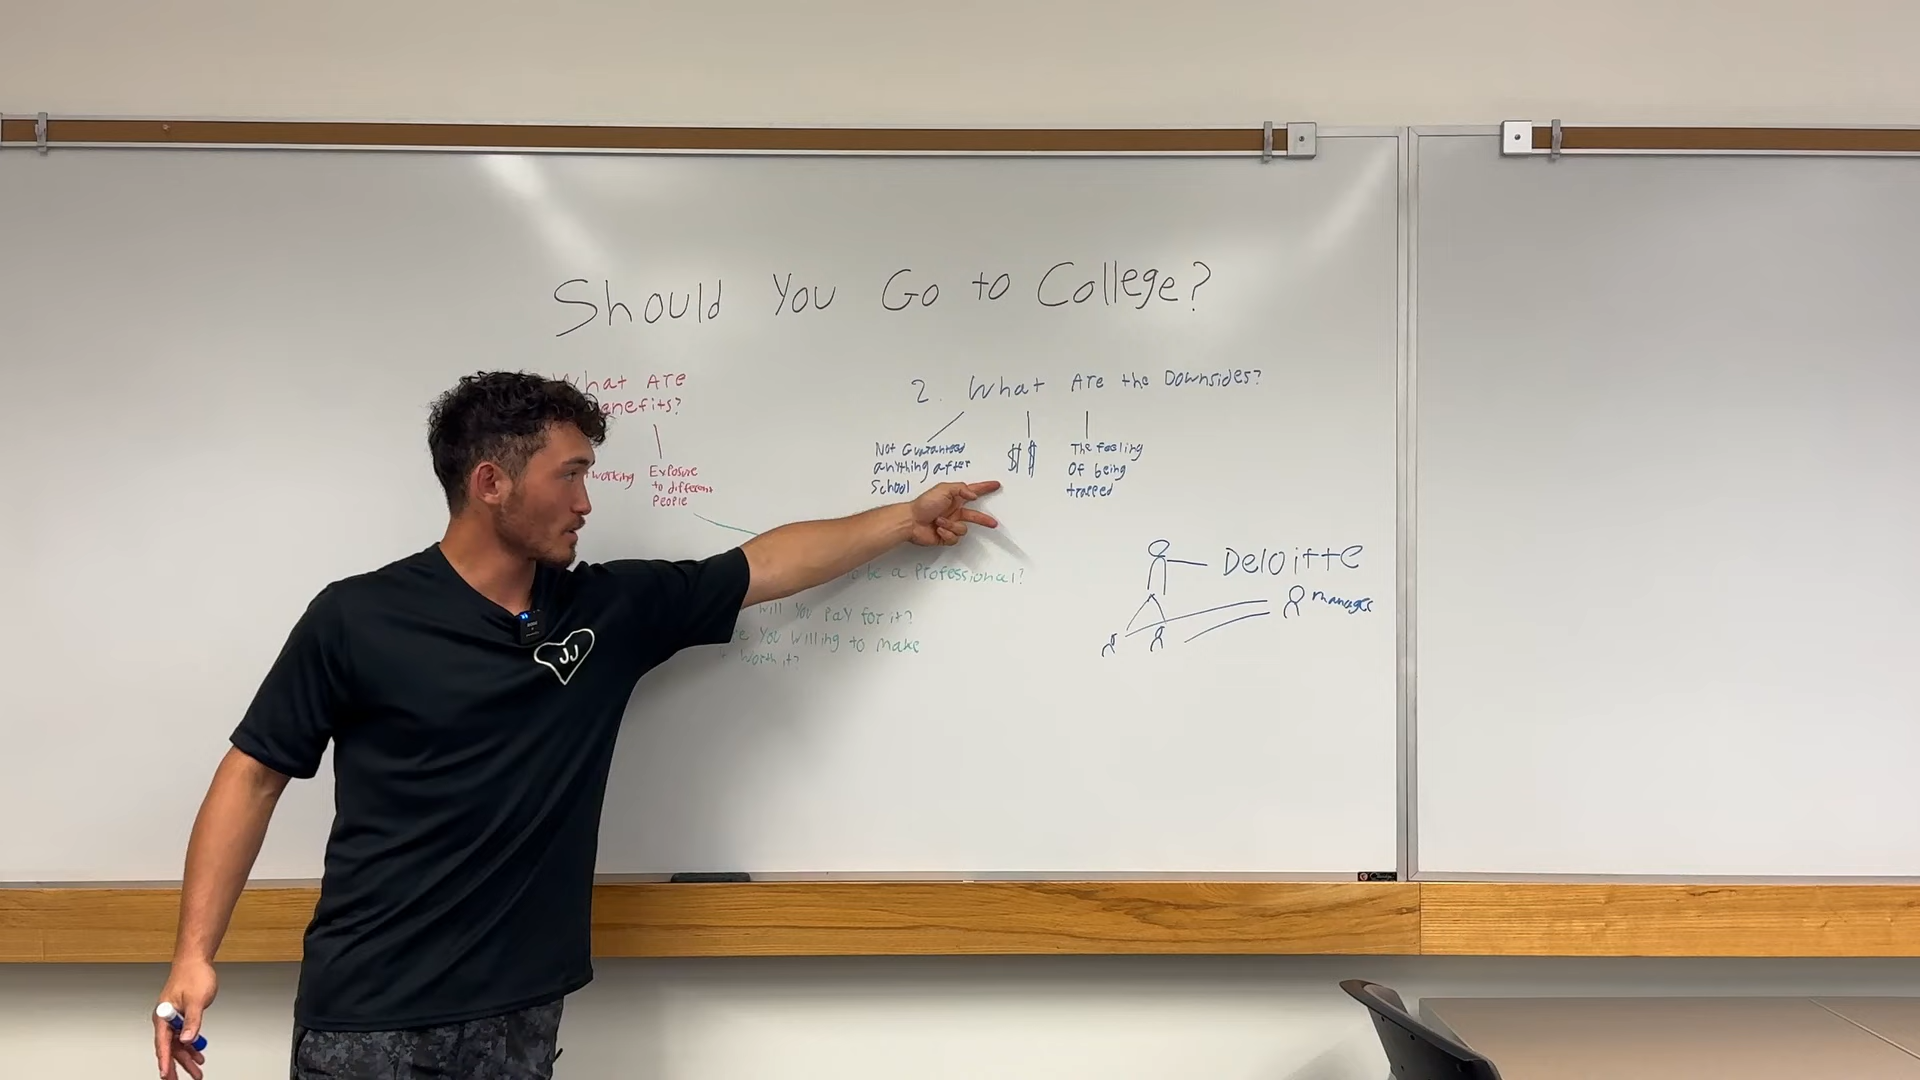 Should You Go to College?
What Are
enefits?
working
Exposure
to different
People
2. What Are the Downsides?
Not Guaranteed
anything after
School
$$
The feeling
Of being
trapped
Deloitte
manager
be a Professional?
will You Pay for it?
e You willing to make
worth it?
JJ